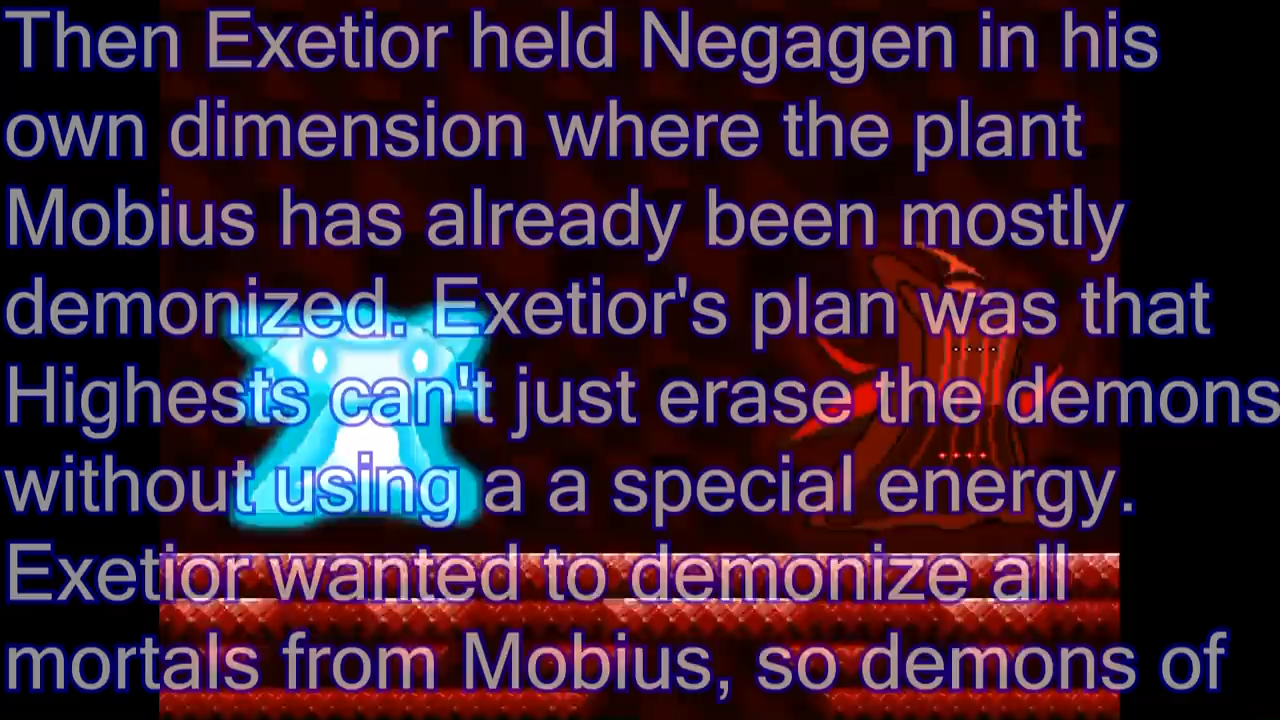 Then Exetior held Negagen in his
own dimension where the plant
Mobius has already been mostly
demonized. Exetior's plan was that
Highests can't just erase the demons
without using a a special energy.
Exetior wanted to demonize all
mortals from Mobius, so demons of